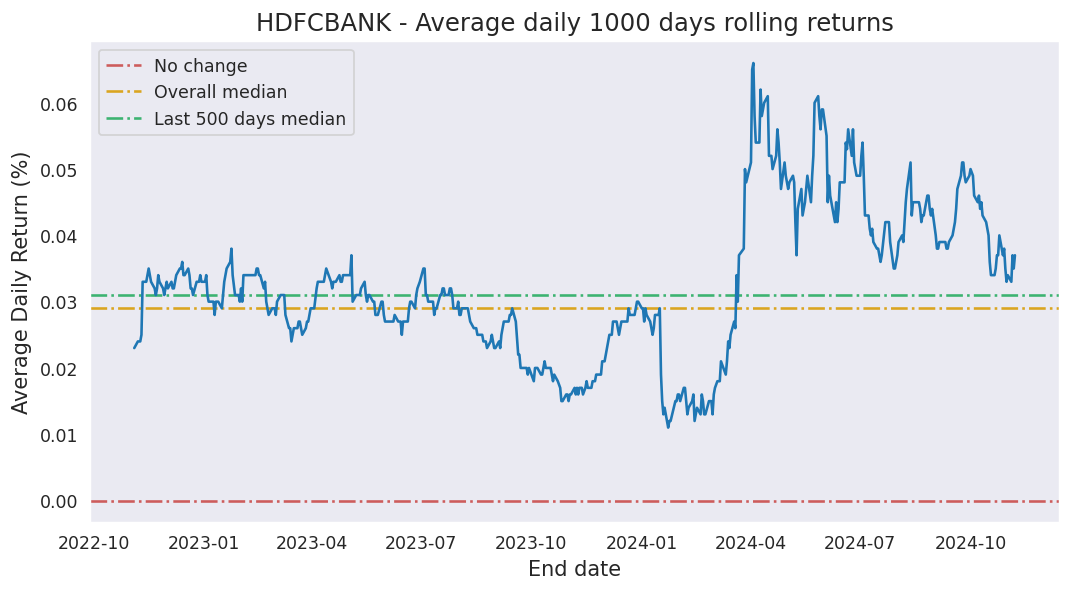 HDFCBANK - Average daily 1000 days rolling returns
No change
Overall median
Last 500 days median
Average Daily Return (%)
0.06
0.05
0.04
0.03
0.02
0.01
0.00
2022-10 2023-01 2023-04 2023-07 2023-10 2024-01 2024-04 2024-07 2024-10
End date